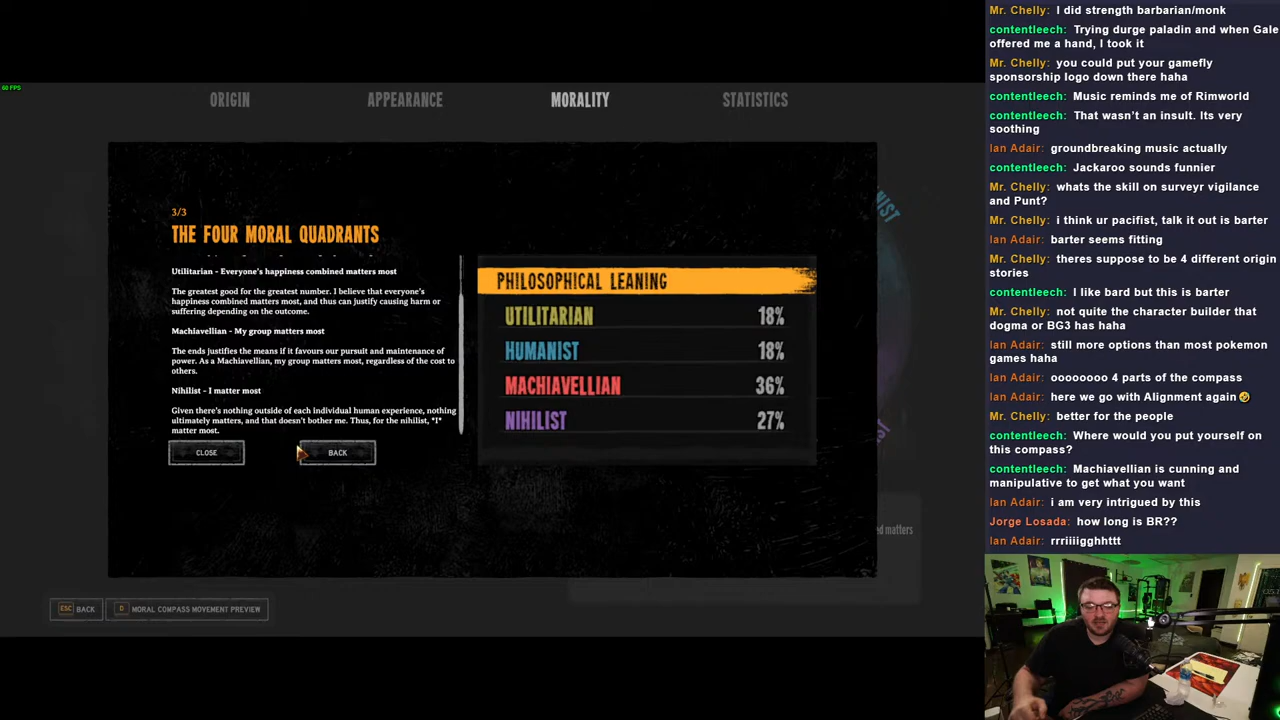 60 FPS
ORIGIN
APPEARANCE
MORALITY
STATISTICS
3/3
THE FOUR MORAL QUADRANTS
Utilitarian - Everyone's happiness combined matters most
The greatest good for the greatest number. I believe that everyone's
happiness combined matters most, and thus can justify causing harm or
suffering depending on the outcome.
Machiavellian - My group matters most
The ends justifies the means if it favours our pursuit and maintenance of
power. As a Machiavellian, my group matters most, regardless of the cost to
others.
Nihilist - I matter most
Given there's nothing outside of each individual human experience, nothing
ultimately matters, and that doesn't bother me. Thus, for the nihilist, *I*
matter most.
CLOSE
BACK
PHILOSOPHICAL LEANING
UTILITARIAN 18%
HUMANIST 18%
MACHIAVELLIAN 36%
NIHILIST 27%
ed matters
ESC BACK
D MORAL COMPASS MOVEMENT PREVIEW
Mr. Chelly: I did strength barbarian/monk
contentleech: Trying durge paladin and when Gale
offered me a hand, I took it
Mr. Chelly: you could put your gamefly
sponsorship logo down there haha
contentleech: Music reminds me of Rimworld
contentleech: That wasn't an insult. Its very
soothing
Ian Adair: groundbreaking music actually
contentleech: Jackaroo sounds funnier
Mr. Chelly: whats the skill on surveyr vigilance
and Punt?
Mr. Chelly: i think ur pacifist, talk it out is barter
Ian Adair: barter seems fitting
Mr. Chelly: theres suppose to be 4 different origin
stories
contentleech: I like bard but this is barter
Mr. Chelly: not quite the character builder that
dogma or BG3 has haha
Ian Adair: still more options than most pokemon
games haha
Ian Adair: oooooooo 4 parts of the compass
Ian Adair: here we go with Alignment again🤣
Mr. Chelly: better for the people
contentleech: Where would you put yourself on
this compass?
contentleech: Machiavellian is cunning and
manipulative to get what you want
Ian Adair: i am very intrigued by this
Jorge Losada: how long is BR??
Ian Adair: rrriiiigghhttt